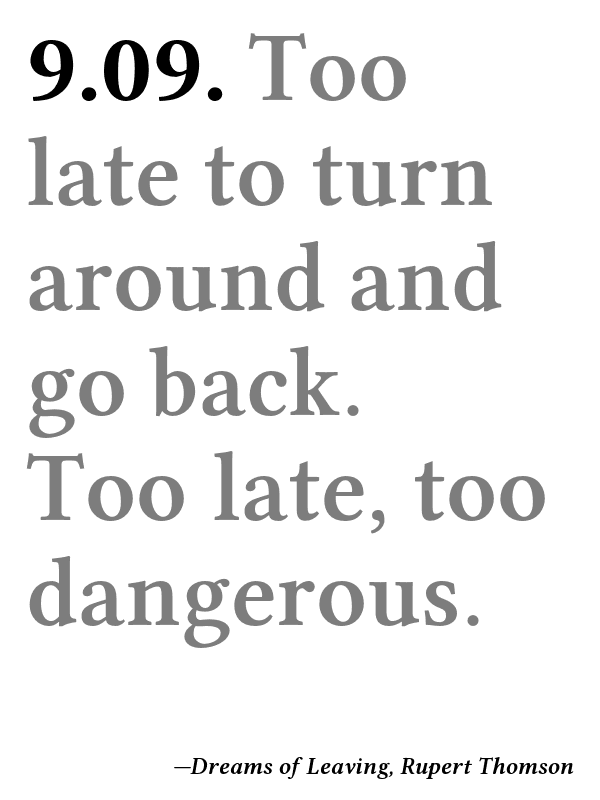 9.09. Too
late to turn
around and
go back.
Too late, too
dangerous.
—Dreams of Leaving, Rupert Thomson